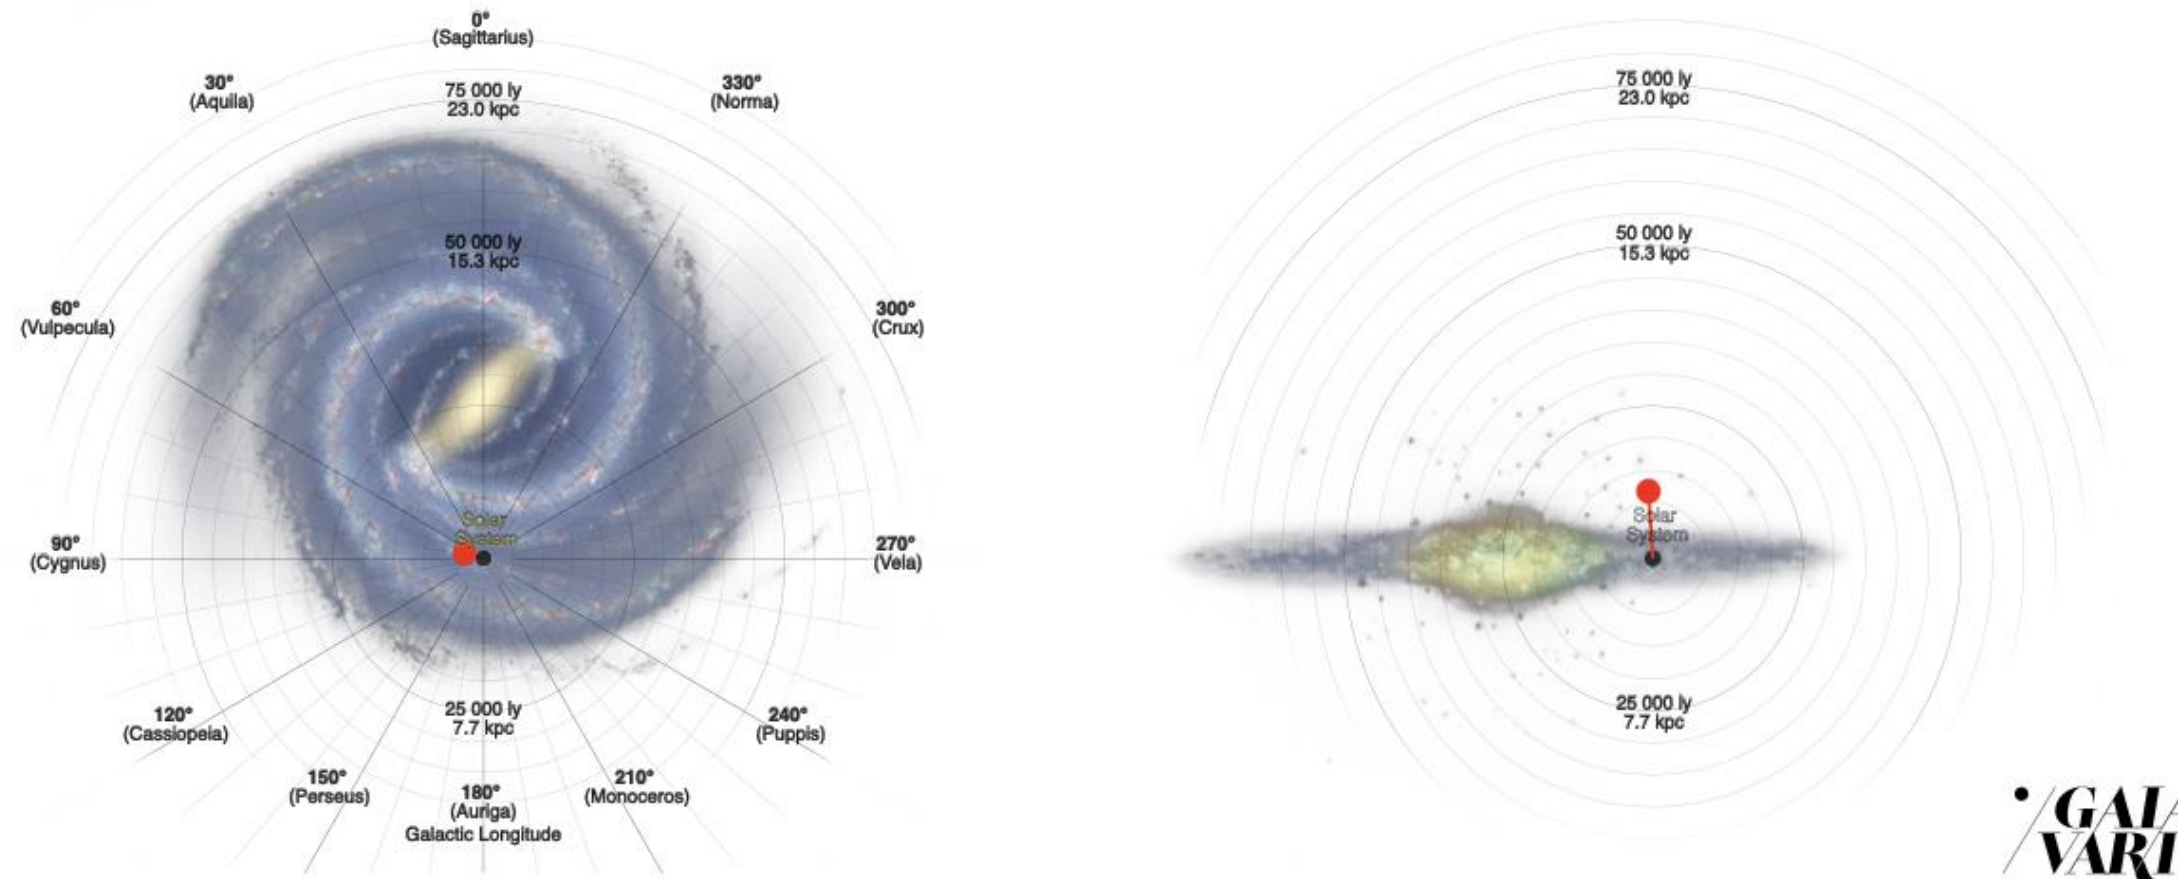 0°
(Sagittarius)
30°
(Aquila)
330°
(Norma)
75 000 ly
23.0 kpc
50 000 ly
15.3 kpc
60°
(Vulpecula)
300°
(Crux)
Solar
System
90°
(Cygnus)
270°
(Vela)
120°
(Cassiopeia)
25 000 ly
7.7 kpc
240°
(Puppis)
150°
(Perseus)
180°
(Auriga)
Galactic Longitude
210°
(Monoceros)
75 000 ly
23.0 kpc
50 000 ly
15.3 kpc
Solar
System
25 000 ly
7.7 kpc
GAIA
VARI